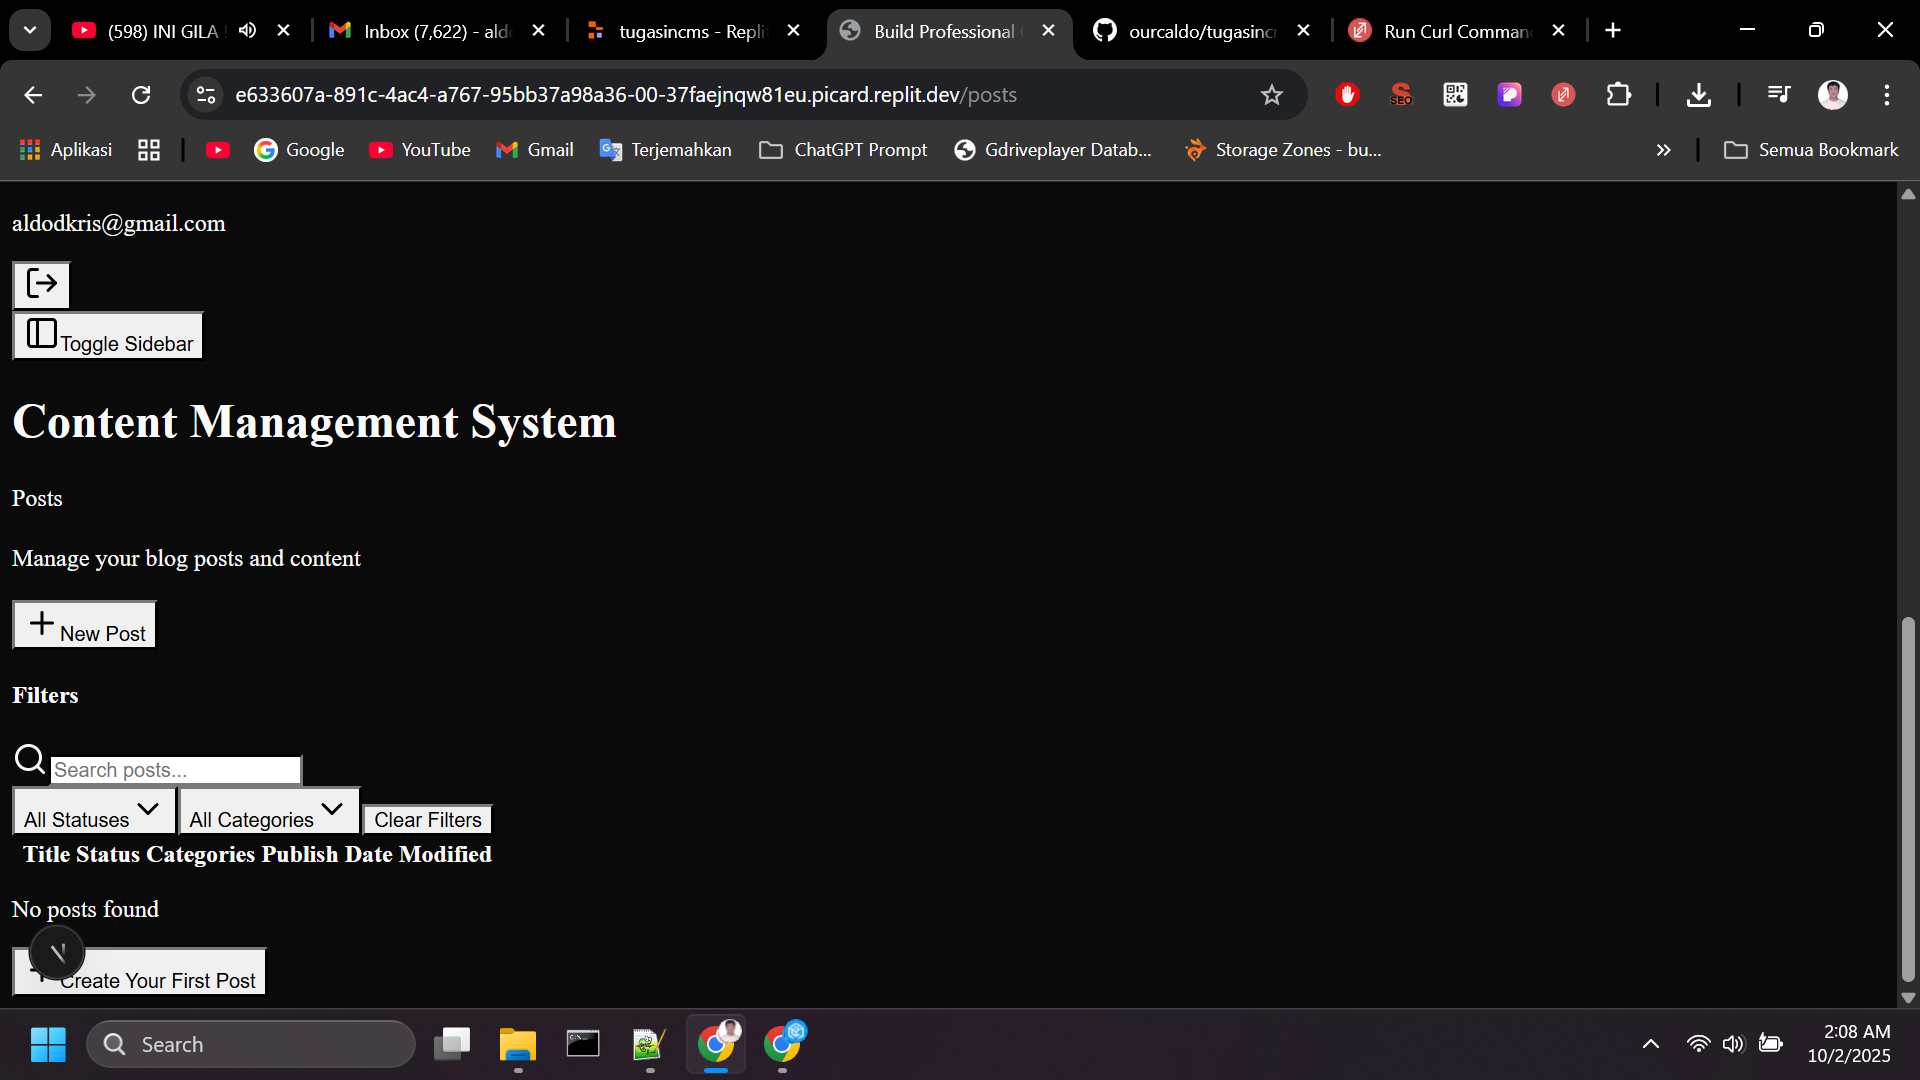 (598) INI GILA
Inbox (7,622) - ald
tugasincms - Repli
Build Professional
ourcaldo/tugasincr
Run Curl Comman
e633607a-891c-4ac4-a767-95bb37a98a36-00-37faejnqw81eu.picard.replit.dev/posts
SEO
Aplikasi
Google
YouTube
Gmail
Terjemahkan
ChatGPT Prompt
Gdriveplayer Datab...
Storage Zones - bu...
Semua Bookmark
aldodkris@gmail.com
Toggle Sidebar
Content Management System
Posts
Manage your blog posts and content
New Post
Filters
Search posts...
All Statuses
All Categories
Clear Filters
Title Status Categories Publish Date Modified
No posts found
Create Your First Post
Search
2:08 AM
10/2/2025